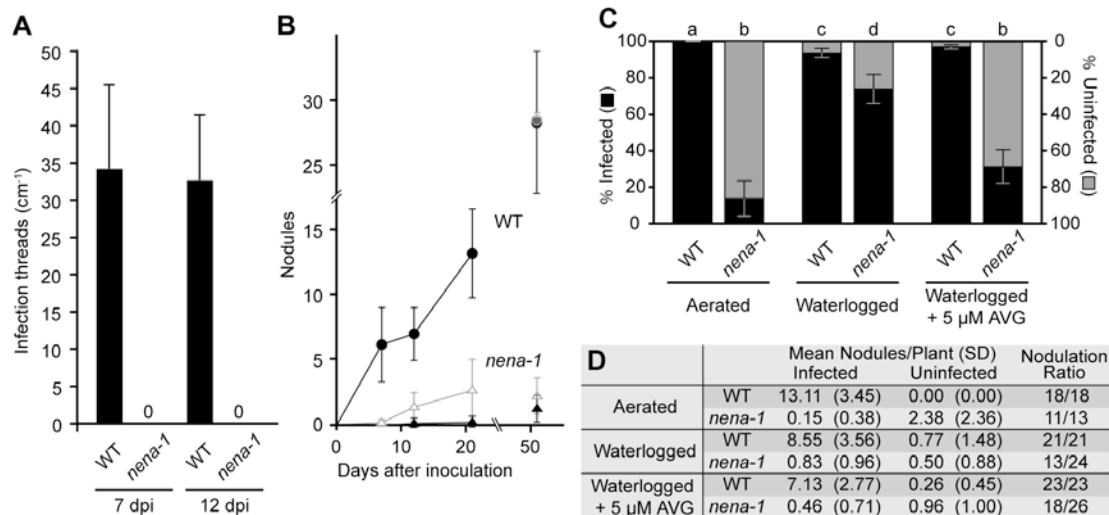 A
Infection threads (cm⁻¹)
50
45
40
35
30
25
20
15
10
5
0
0
0
WT
nena-1
WT
nena-1
7 dpi
12 dpi
B
Nodules
30
25
15
10
5
0
WT
nena-1
0
10
20
50
Days after inoculation
C
% Infected (■)
100
80
60
40
20
0
a
b
c
d
c
b
0
20
40
60
80
100
% Uninfected (■)
WT
nena-1
WT
nena-1
WT
nena-1
Aerated
Waterlogged
Waterlogged
+ 5 µM AVG
D
Mean Nodules/Plant (SD)
Nodulation
Infected Uninfected
Ratio
Aerated
WT 13.11 (3.45) 0.00 (0.00) 18/18
nena-1 0.15 (0.38) 2.38 (2.36) 11/13
Waterlogged
WT 8.55 (3.56) 0.77 (1.48) 21/21
nena-1 0.83 (0.96) 0.50 (0.88) 13/24
Waterlogged
+ 5 µM AVG
WT 7.13 (2.77) 0.26 (0.45) 23/23
nena-1 0.46 (0.71) 0.96 (1.00) 18/26